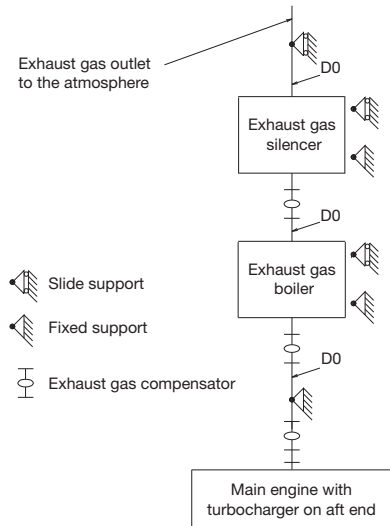 Exhaust gas outlet
to the atmosphere
D0
Exhaust gas
silencer
D0
Exhaust gas
boiler
Slide support
Fixed support
D0
Exhaust gas compensator
Main engine with
turbocharger on aft end